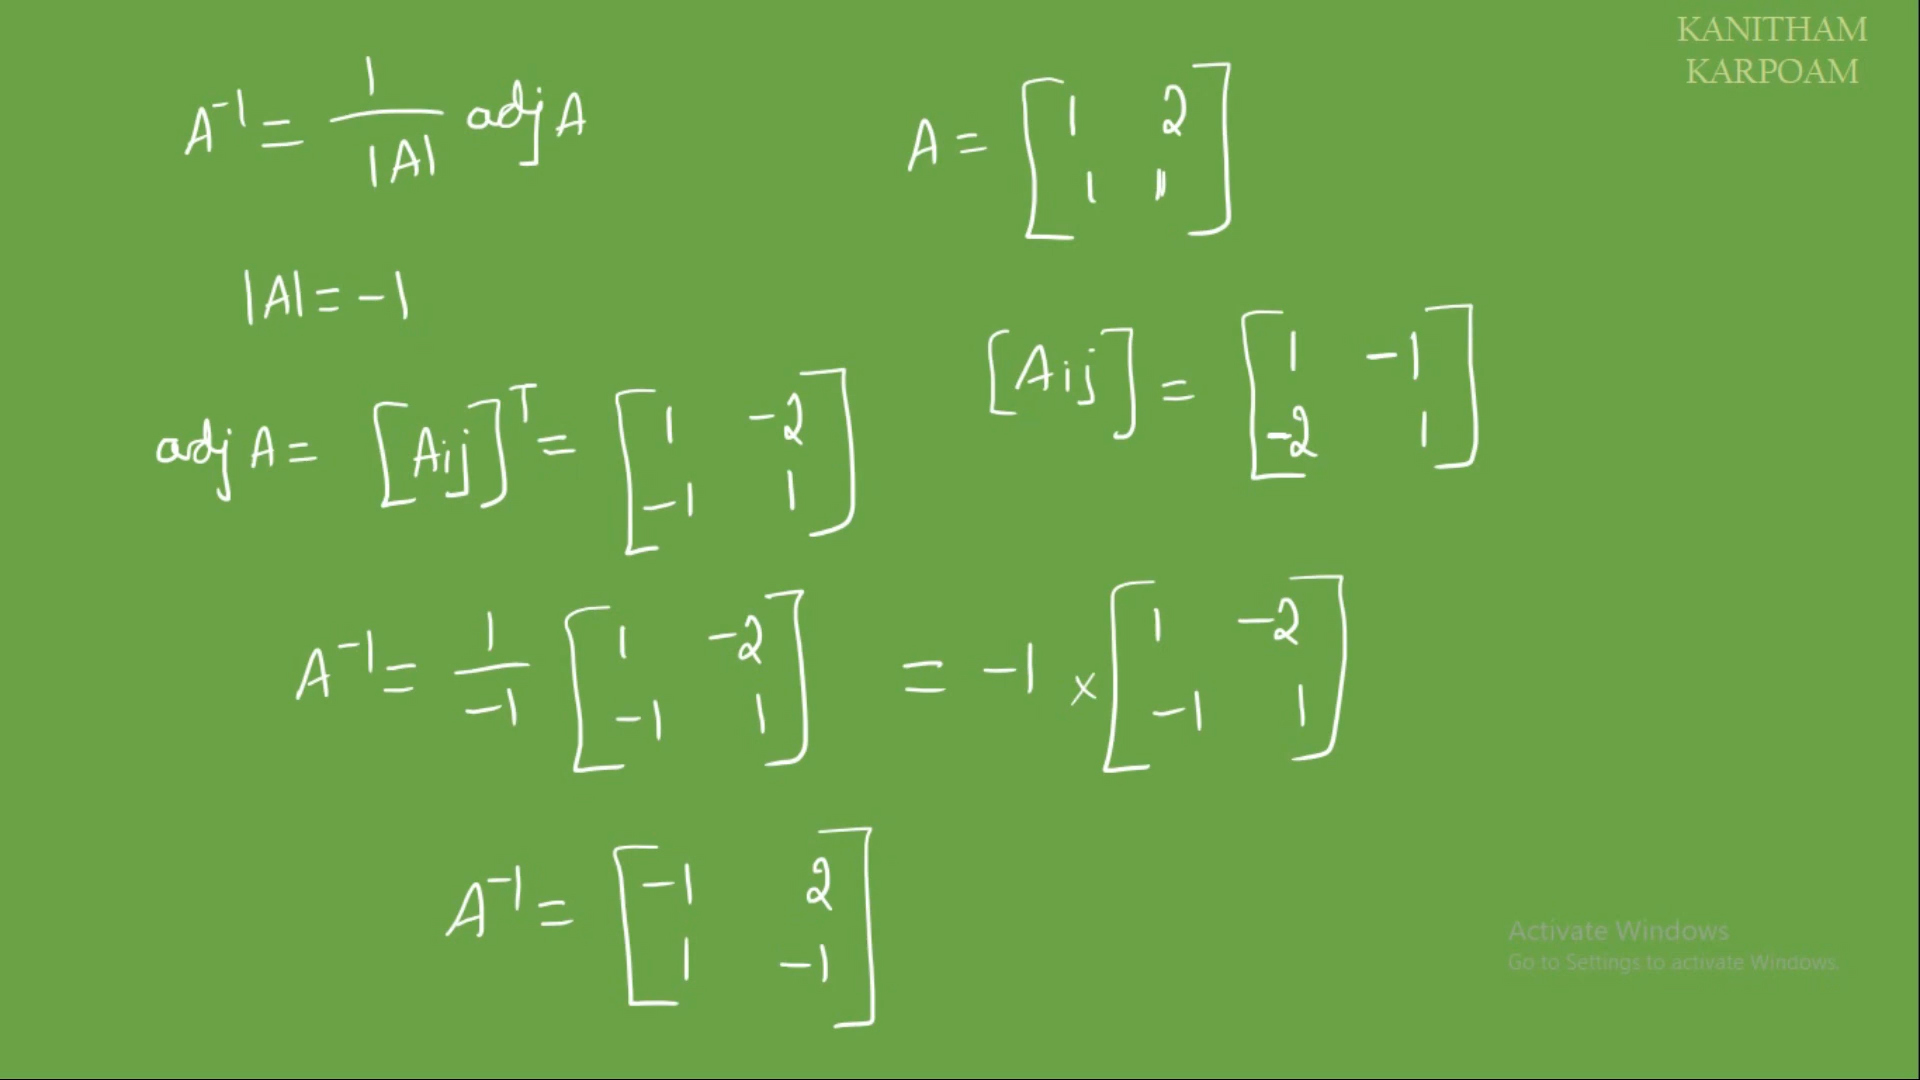 KANITHAM
KARPOAM
A⁻¹ = 1/|A| adj A
A = [1 2; 1 1]
|A| = -1
[Aij] = [1 -1; -2 1]
adj A = [Aij]ᵀ = [1 -2; -1 1]
A⁻¹ = 1/-1 [1 -2; -1 1] = -1 × [1 -2; -1 1]
A⁻¹ = [-1 2; 1 -1]
Activate Windows
Go to Settings to activate Windows.